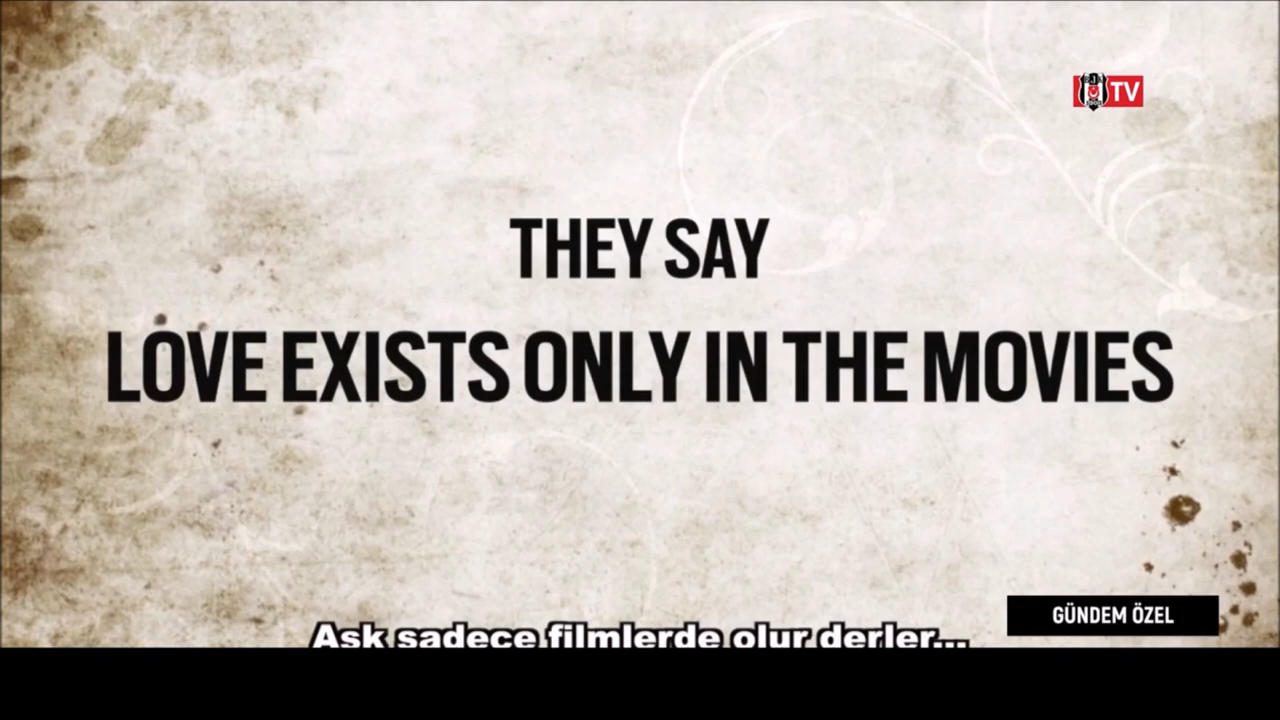 TV
THEY SAY
LOVE EXISTS ONLY IN THE MOVIES
GÜNDEM ÖZEL
Aşk sadece filmlerde olur derler...